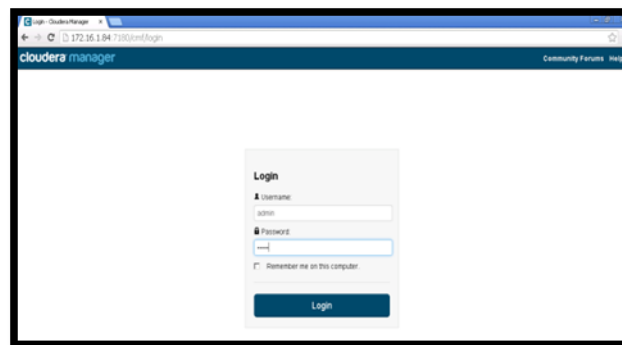 Login - Cloudera Manager
172.16.1.84:7180/cmf/login
cloudera manager
Community Forums Help
Login
Username:
admin
Password:
Remember me on this computer.
Login